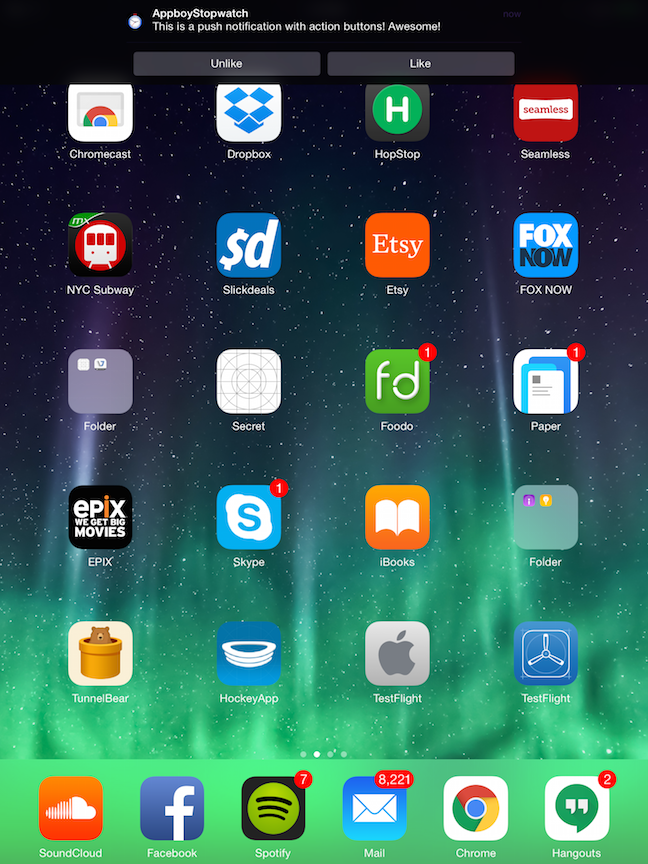 AppboyStopwatch
now
This is a push notification with action buttons! Awesome!
Unlike
Like
H
seamless
Chromecast
Dropbox
HopStop
Seamless
mx
$d
Etsy
FOX
NOW
NYC Subway
Slickdeals
Etsy
FOX NOW
fd
1
1
Folder
Secret
Foodo
Paper
epix
WE GET BIG
MOVIES
S
1
EPIX
Skype
iBooks
Folder
TunnelBear
HockeyApp
TestFlight
TestFlight
f
7
8,221
2
SoundCloud
Facebook
Spotify
Mail
Chrome
Hangouts